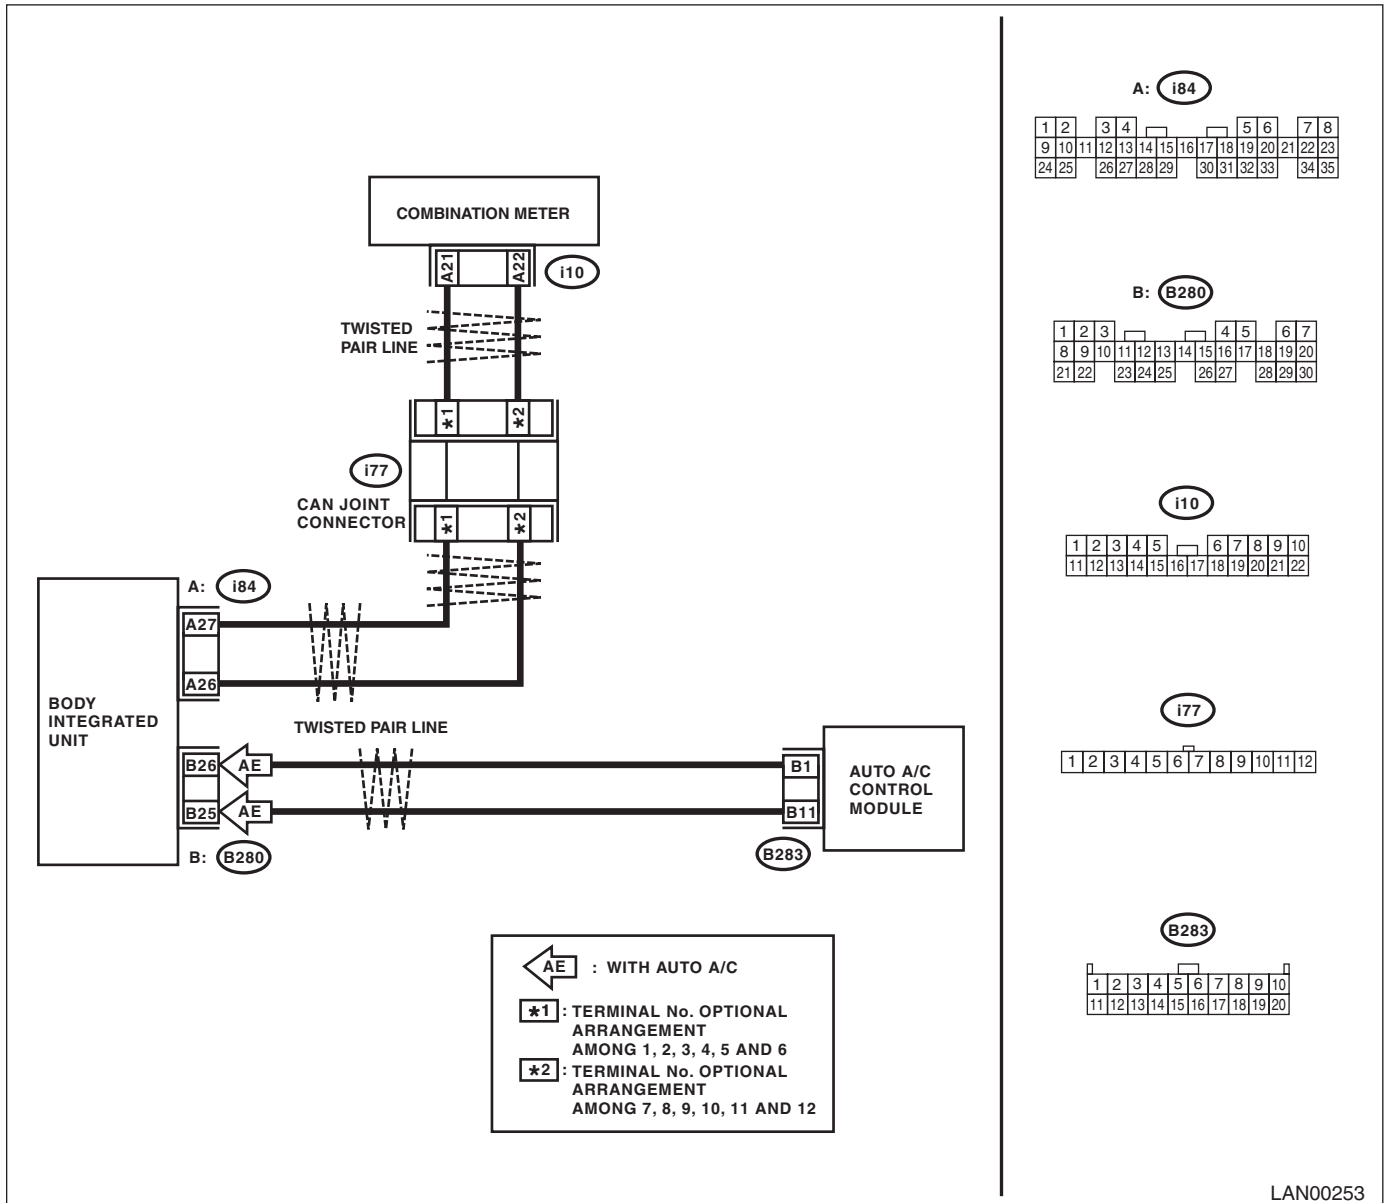 COMBINATION METER
A21
A22
i10
TWISTED
PAIR LINE
*1
*2
i77
CAN JOINT
CONNECTOR
*1
*2
A: i84
A27
A26
BODY
INTEGRATED
UNIT
TWISTED PAIR LINE
B26
AE
B25
AE
B: B280
B1
B11
B283
AUTO A/C
CONTROL
MODULE
AE : WITH AUTO A/C
*1 : TERMINAL No. OPTIONAL
ARRANGEMENT
AMONG 1, 2, 3, 4, 5 AND 6
*2 : TERMINAL No. OPTIONAL
ARRANGEMENT
AMONG 7, 8, 9, 10, 11 AND 12
A: i84
1 2 3 4 5 6 7 8
9 10 11 12 13 14 15 16 17 18 19 20 21 22 23
24 25 26 27 28 29 30 31 32 33 34 35
B: B280
1 2 3 4 5 6 7
8 9 10 11 12 13 14 15 16 17 18 19 20
21 22 23 24 25 26 27 28 29 30
i10
1 2 3 4 5 6 7 8 9 10
11 12 13 14 15 16 17 18 19 20 21 22
i77
1 2 3 4 5 6 7 8 9 10 11 12
B283
1 2 3 4 5 6 7 8 9 10
11 12 13 14 15 16 17 18 19 20
LAN00253